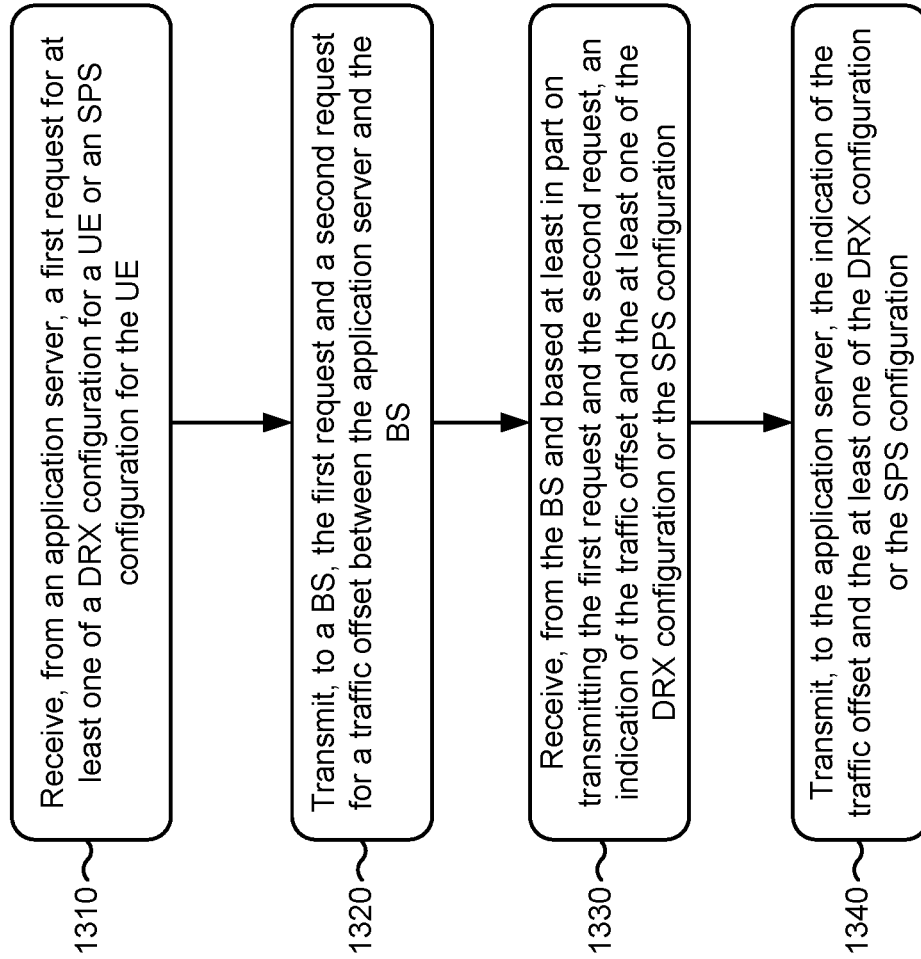 1310
Receive, from an application server, a first request for at
least one of a DRX configuration for a UE or an SPS
configuration for the UE
1320
Transmit, to a BS, the first request and a second request
for a traffic offset between the application server and the
BS
1330
Receive, from the BS and based at least in part on
transmitting the first request and the second request, an
indication of the traffic offset and the at least one of the
DRX configuration or the SPS configuration
1340
Transmit, to the application server, the indication of the
traffic offset and the at least one of the DRX configuration
or the SPS configuration